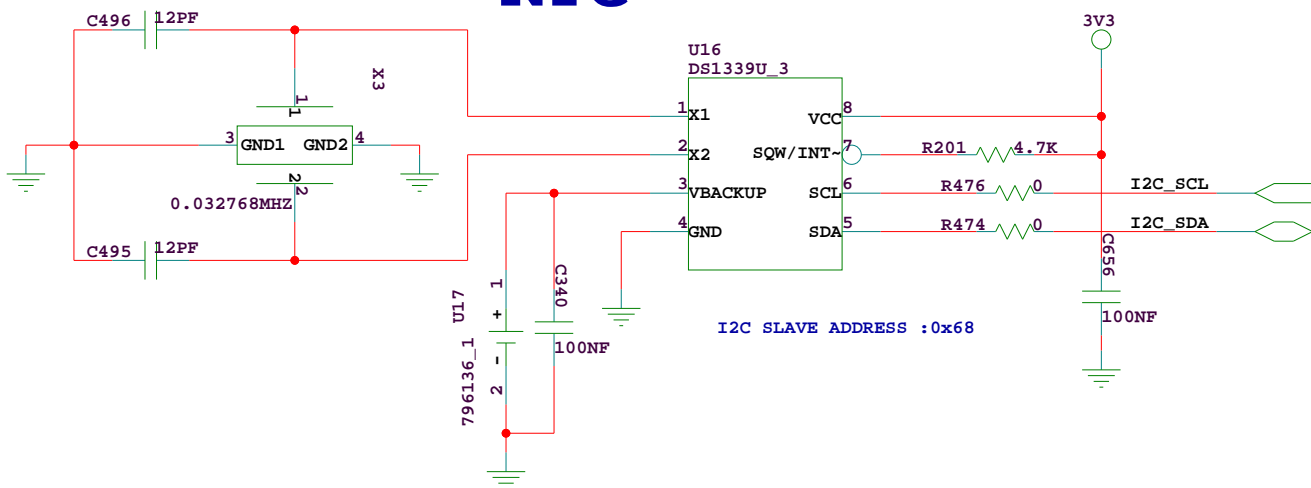 C496 12PF
3V3
U16
DS1339U_3
X3
1
1
1 X1
VCC 8
3 GND1 GND2 4
2 X2
SQW/INT~ 7
R201 4.7K
2
2
3 VBACKUP
SCL 6
R476 0
I2C_SCL
0.032768MHZ
4 GND
SDA 5
R474 0
I2C_SDA
C495 12PF
C656
100NF
U17
796136_1
1
+
-
2
C340
100NF
I2C SLAVE ADDRESS :0x68